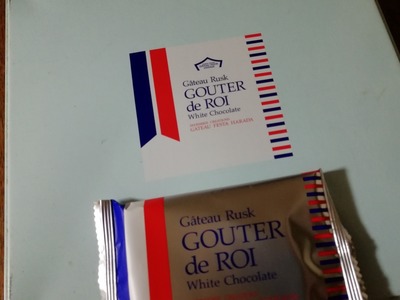 Gâteau Rusk
GOUTER
de ROI
White Chocolate
GATEAU FESTA HARADA
Gâteau Rusk
GOUTER
de ROI
White Chocolate